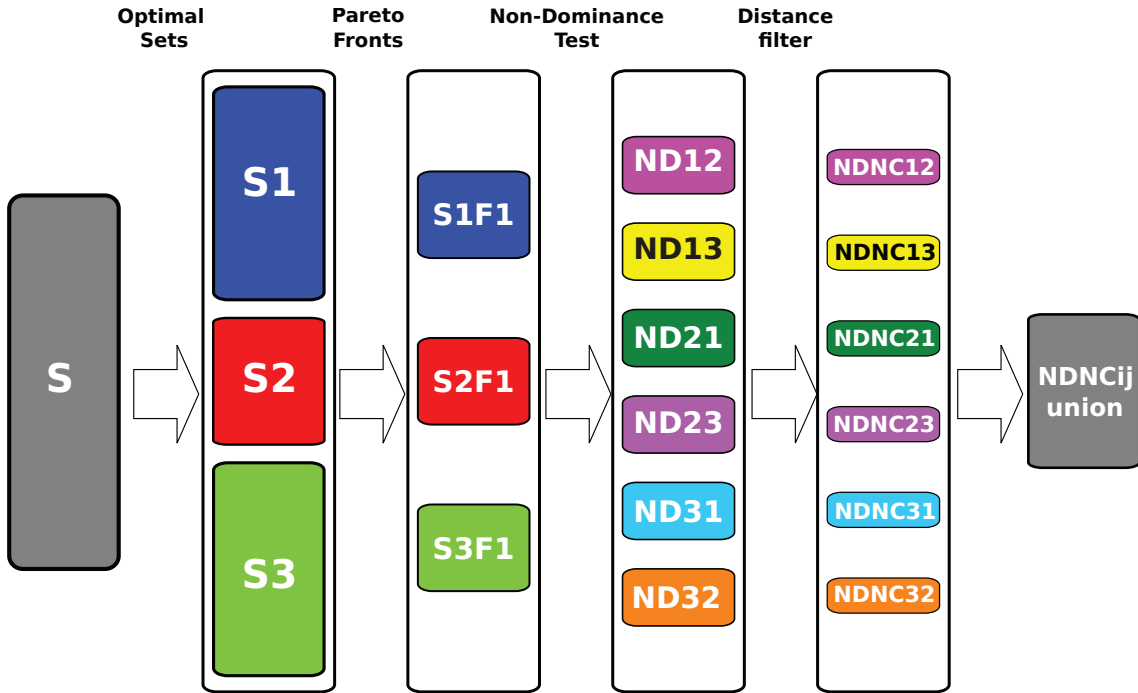 Optimal
Sets
Pareto
Fronts
Non-Dominance
Test
Distance
filter
S
S1
S2
S3
S1F1
S2F1
S3F1
ND12
ND13
ND21
ND23
ND31
ND32
NDNC12
NDNC13
NDNC21
NDNC23
NDNC31
NDNC32
NDNCij
union